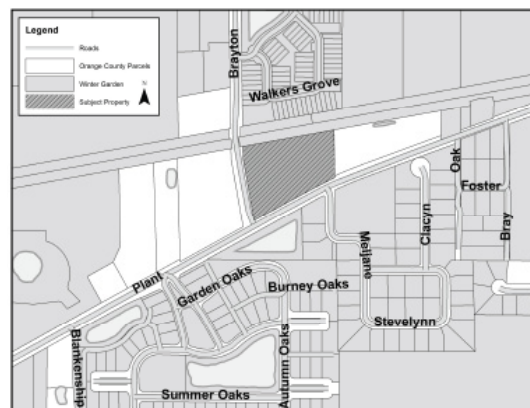 Legend
Roads
Orange County Parcels
Winter Garden
Subject Property
N
Brayton
Walkers Grove
Oak
Foster
Bray
Clacyn
Meljane
Plant
Garden Oaks
Burney Oaks
Stevelynn
Blankenship
Autumn Oaks
Summer Oaks